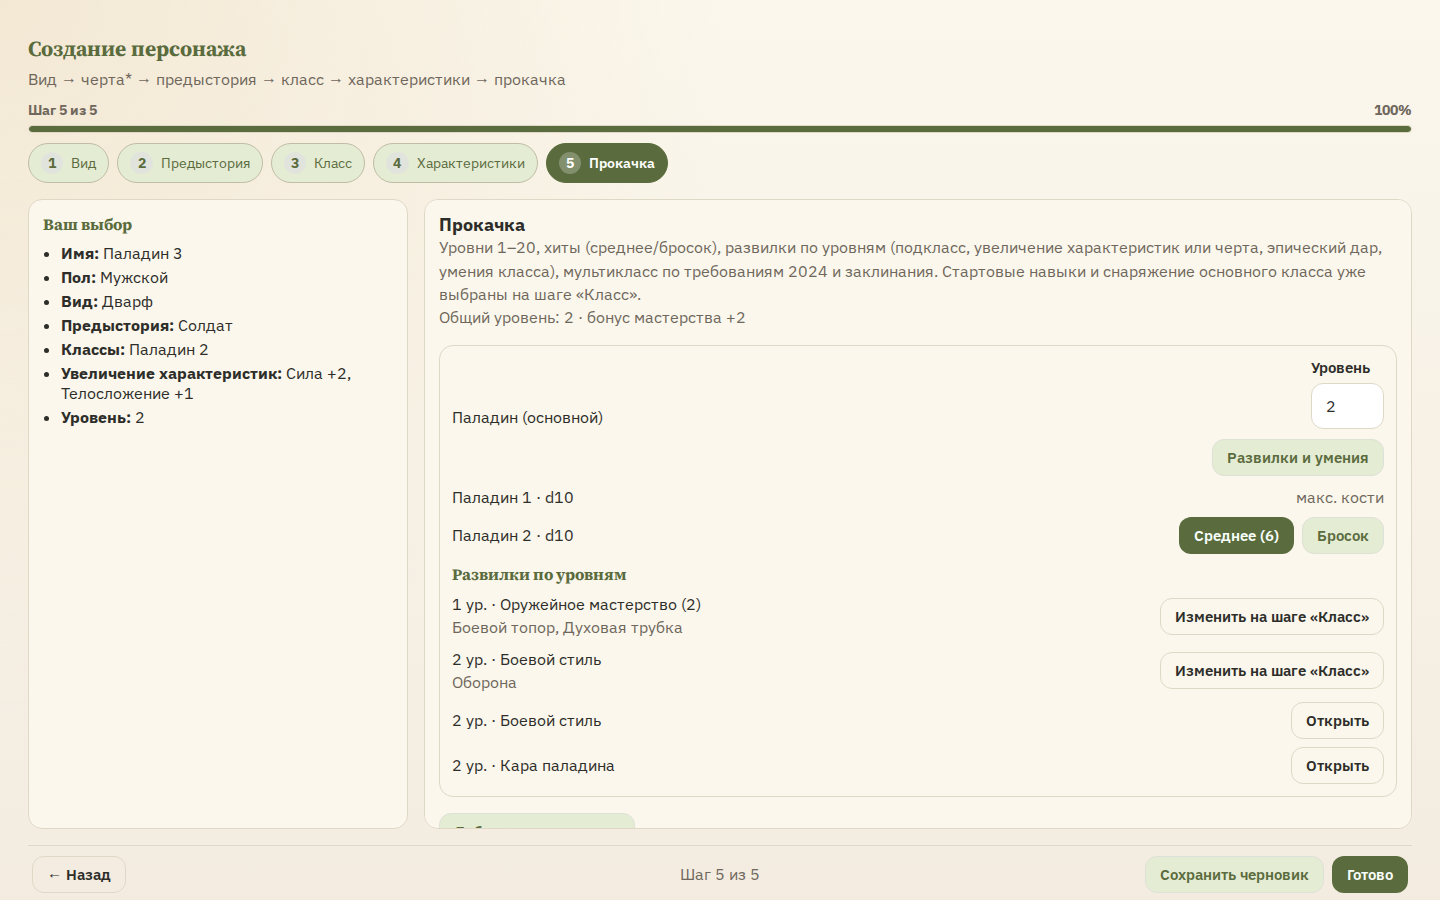 Создание персонажа
Вид → черта* → предыстория → класс → характеристики → прокачка
Шаг 5 из 5
100%
1 Вид
2 Предыстория
3 Класс
4 Характеристики
5 Прокачка
Ваш выбор
• Имя: Паладин 3
• Пол: Мужской
• Вид: Дварф
• Предыстория: Солдат
• Классы: Паладин 2
• Увеличение характеристик: Сила +2,
Телосложение +1
• Уровень: 2
Прокачка
Уровни 1–20, хиты (среднее/бросок), развилки по уровням (подкласс, увеличение характеристик или черта, эпический дар,
умения класса), мультикласс по требованиям 2024 и заклинания. Стартовые навыки и снаряжение основного класса уже
выбраны на шаге «Класс».
Общий уровень: 2 · бонус мастерства +2
Уровень
Паладин (основной)
2
Развилки и умения
Паладин 1 · d10
макс. кости
Паладин 2 · d10
Среднее (6)
Бросок
Развилки по уровням
1 ур. · Оружейное мастерство (2)
Боевой топор, Духовая трубка
Изменить на шаге «Класс»
2 ур. · Боевой стиль
Оборона
Изменить на шаге «Класс»
2 ур. · Боевой стиль
Открыть
2 ур. · Кара паладина
Открыть
← Назад
Шаг 5 из 5
Сохранить черновик
Готово